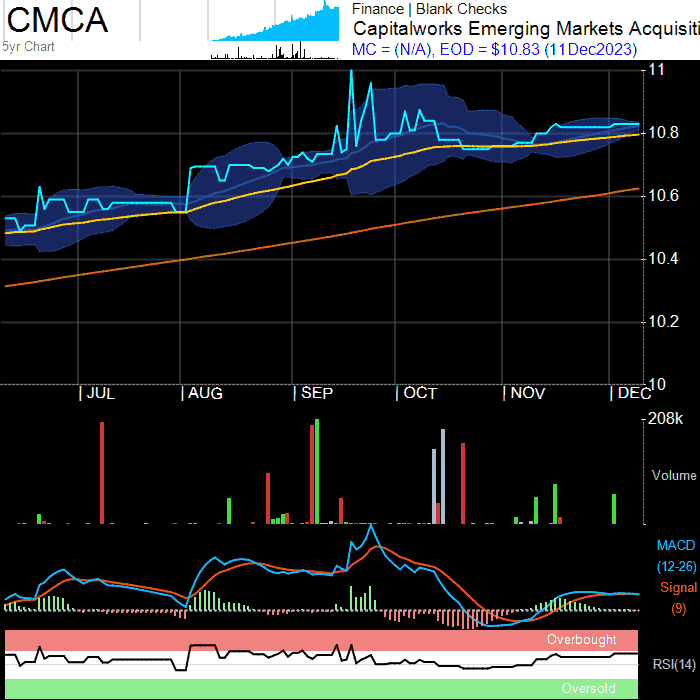 CMCA
5yr Chart
Finance | Blank Checks
Capitalworks Emerging Markets Acquisiti
MC = (N/A), EOD = $10.83 (11Dec2023)
11
10.8
10.6
10.4
10.2
10
JUL AUG SEP OCT NOV DEC
208k
Volume
MACD
(12-26)
Signal
(9)
Overbought
RSI(14)
Oversold